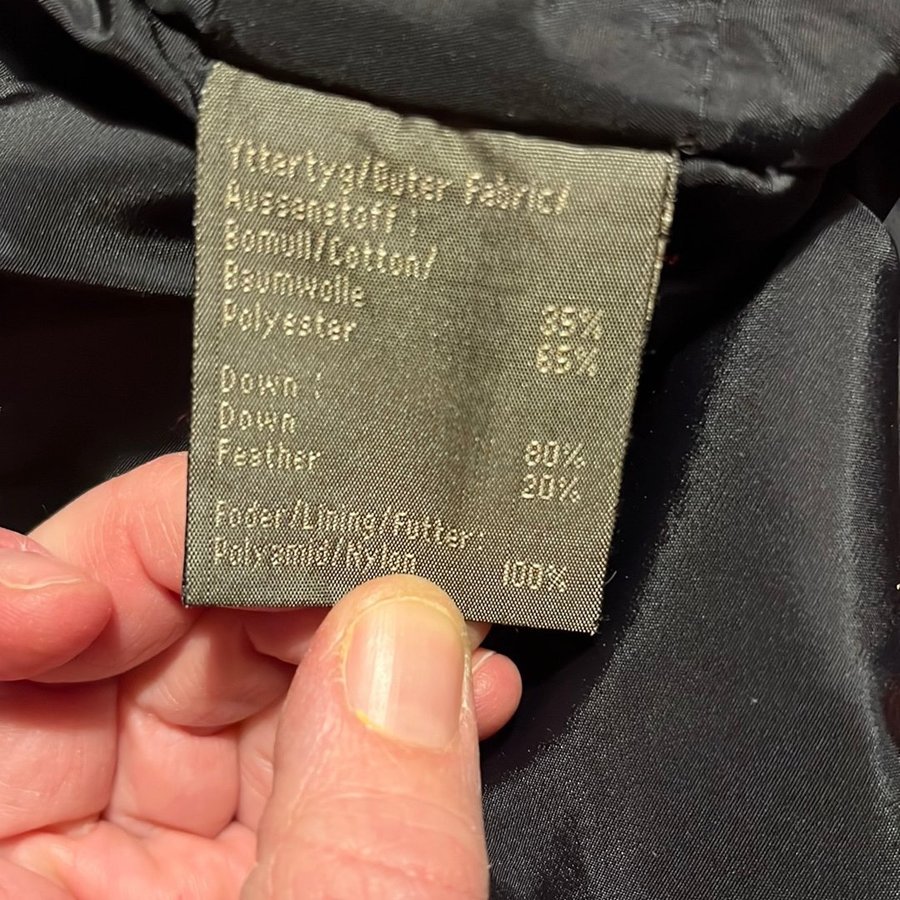 Yttertyg/Outer Fabric/
Aussenstoff:
Bomull/Cotton/
Baumwolle 35%
Polyester 65%
Down:
Down 80%
Feather 20%
Foder/Lining/Futter:
Polyamid/Nylon 100%